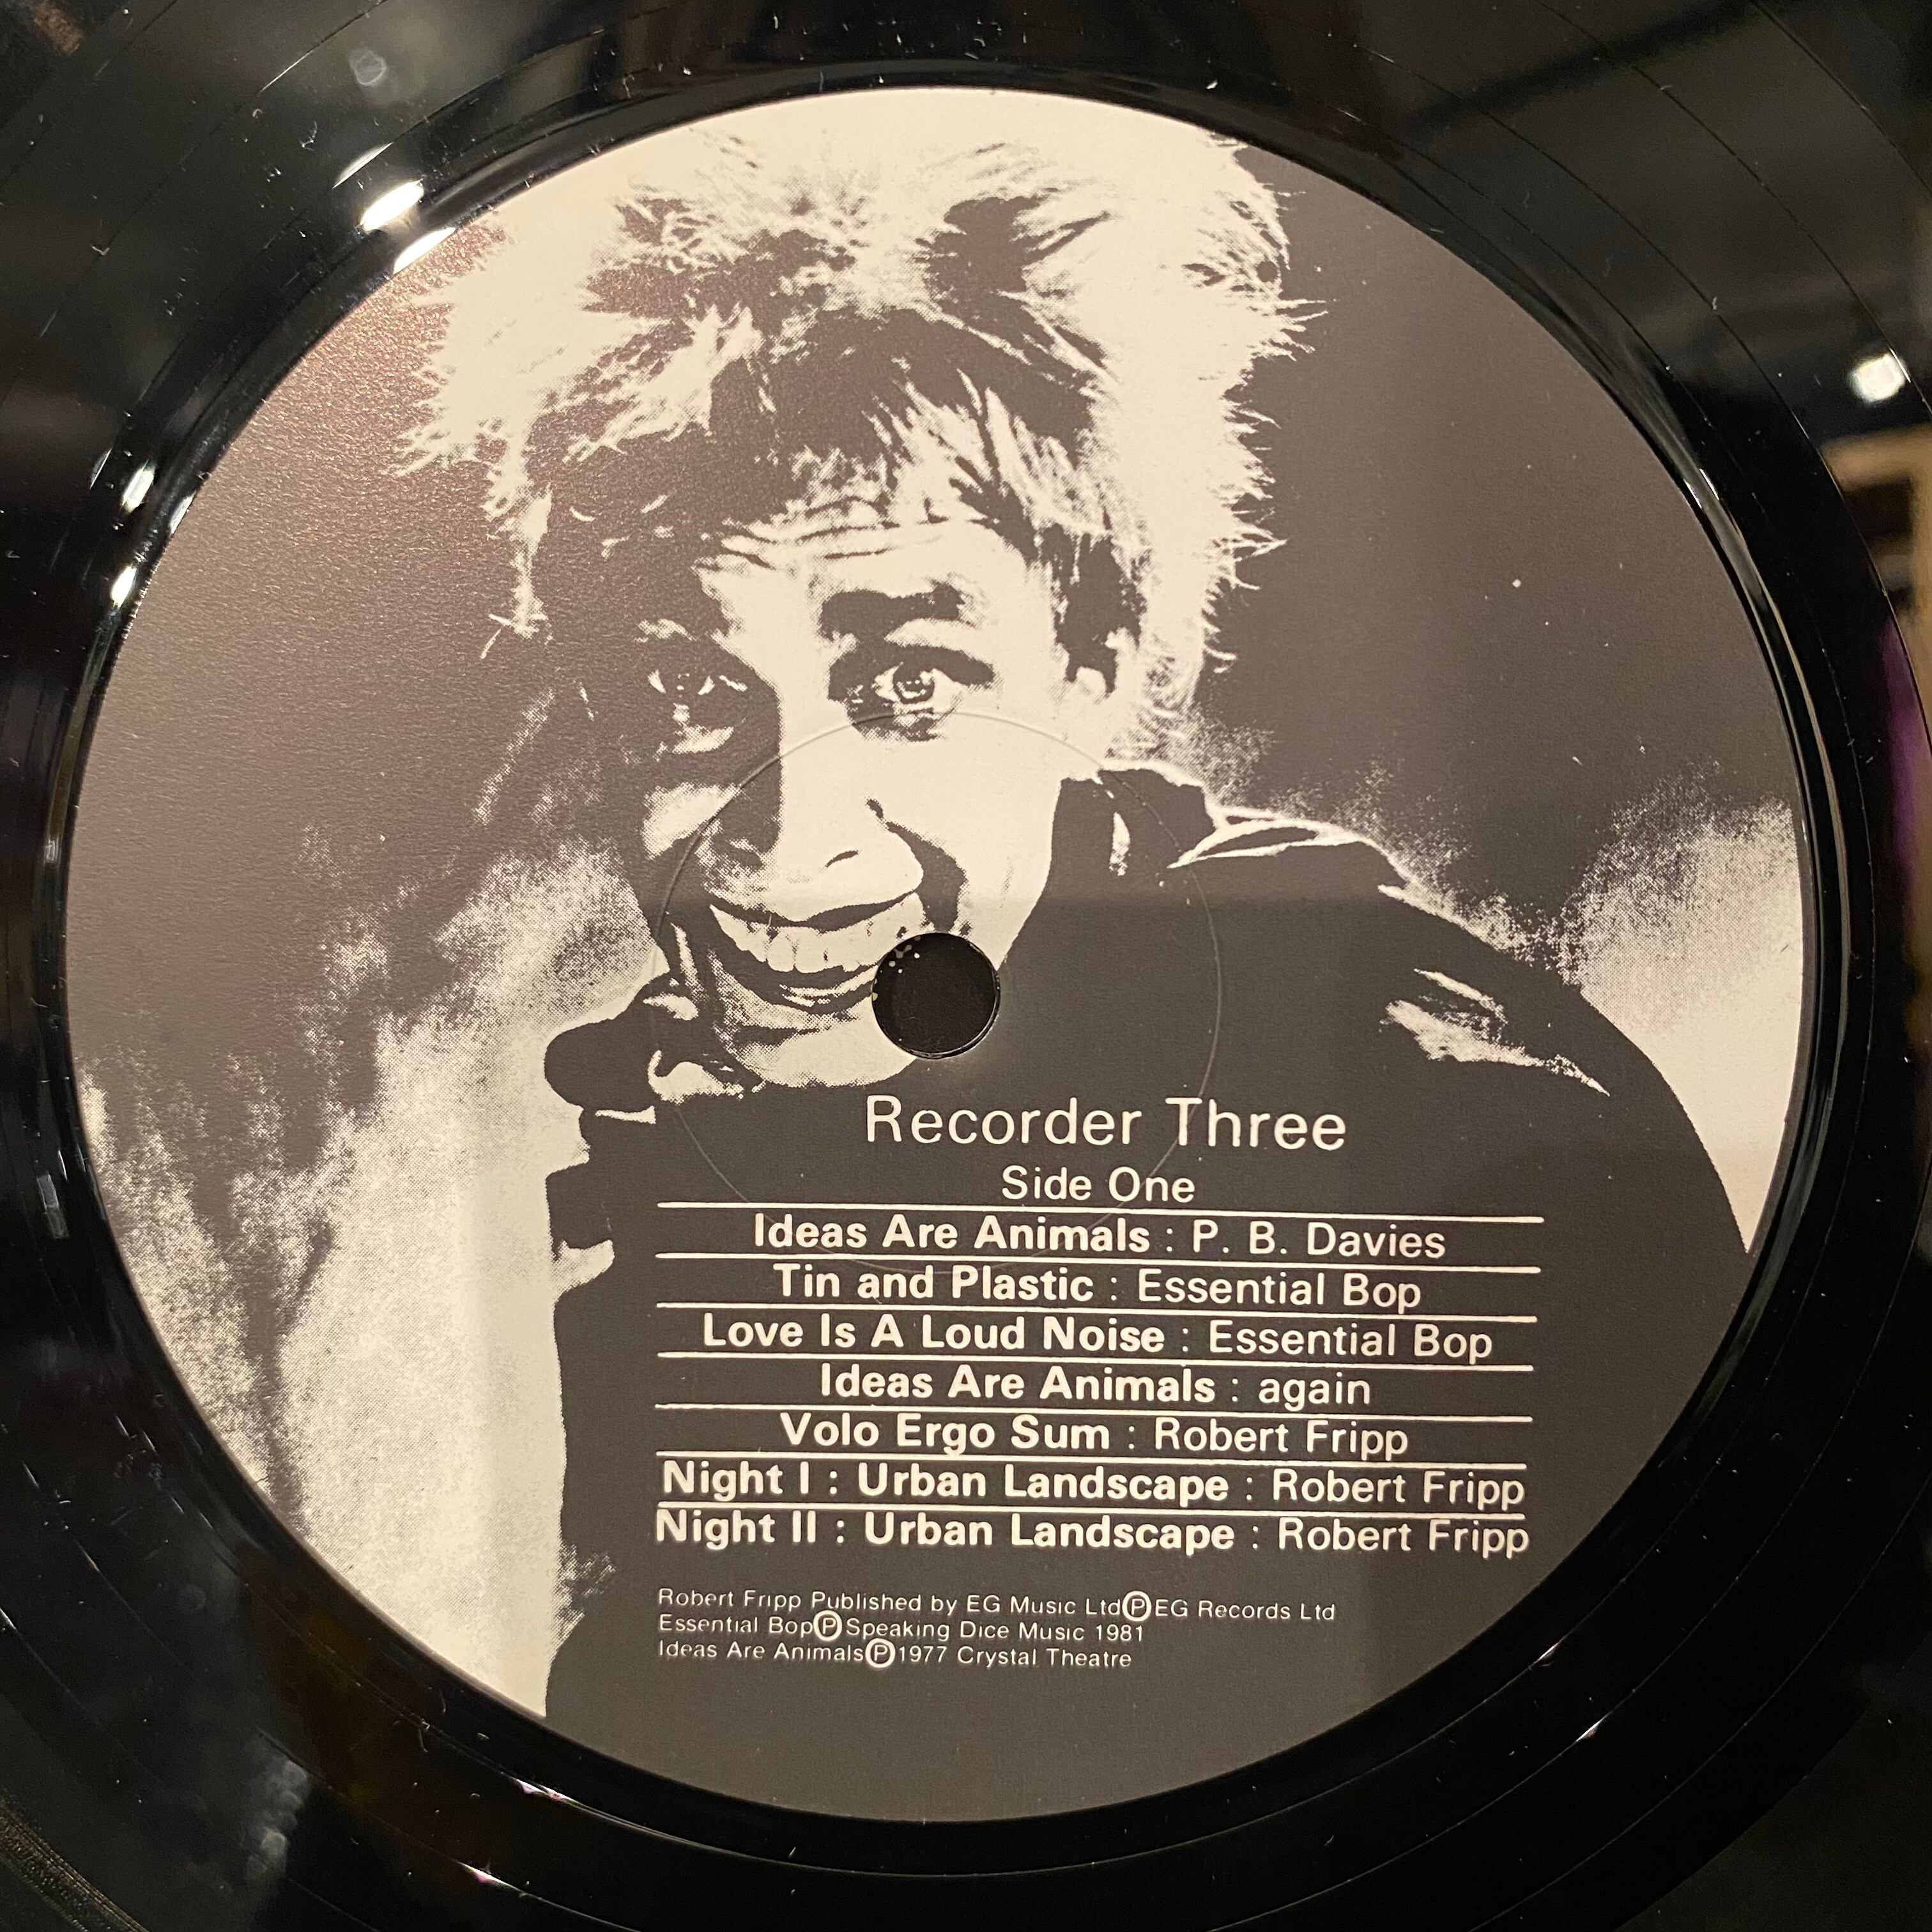 Recorder Three
Side One
Ideas Are Animals : P. B. Davies
Tin and Plastic : Essential Bop
Love Is A Loud Noise : Essential Bop
Ideas Are Animals : again
Volo Ergo Sum : Robert Fripp
Night I : Urban Landscape : Robert Fripp
Night II : Urban Landscape : Robert Fripp
Robert Fripp Published by EG Music Ltd℗EG Records Ltd
Essential Bop℗Speaking Dice Music 1981
Ideas Are Animals℗1977 Crystal Theatre